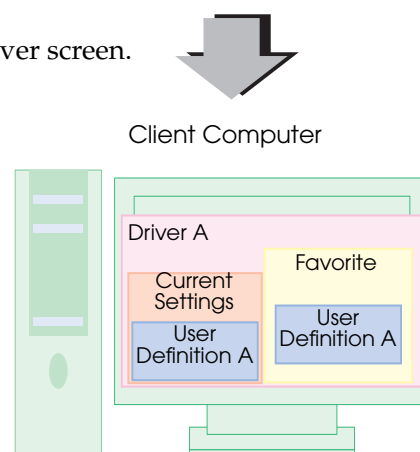 ver screen.
Client Computer
Driver A
Current
Settings
User
Definition A
Favorite
User
Definition A